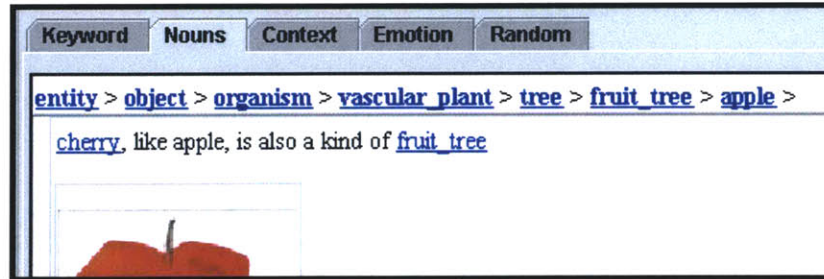 Keyword Nouns Context Emotion Random
entity > object > organism > vascular_plant > tree > fruit_tree > apple >
cherry, like apple, is also a kind of fruit_tree